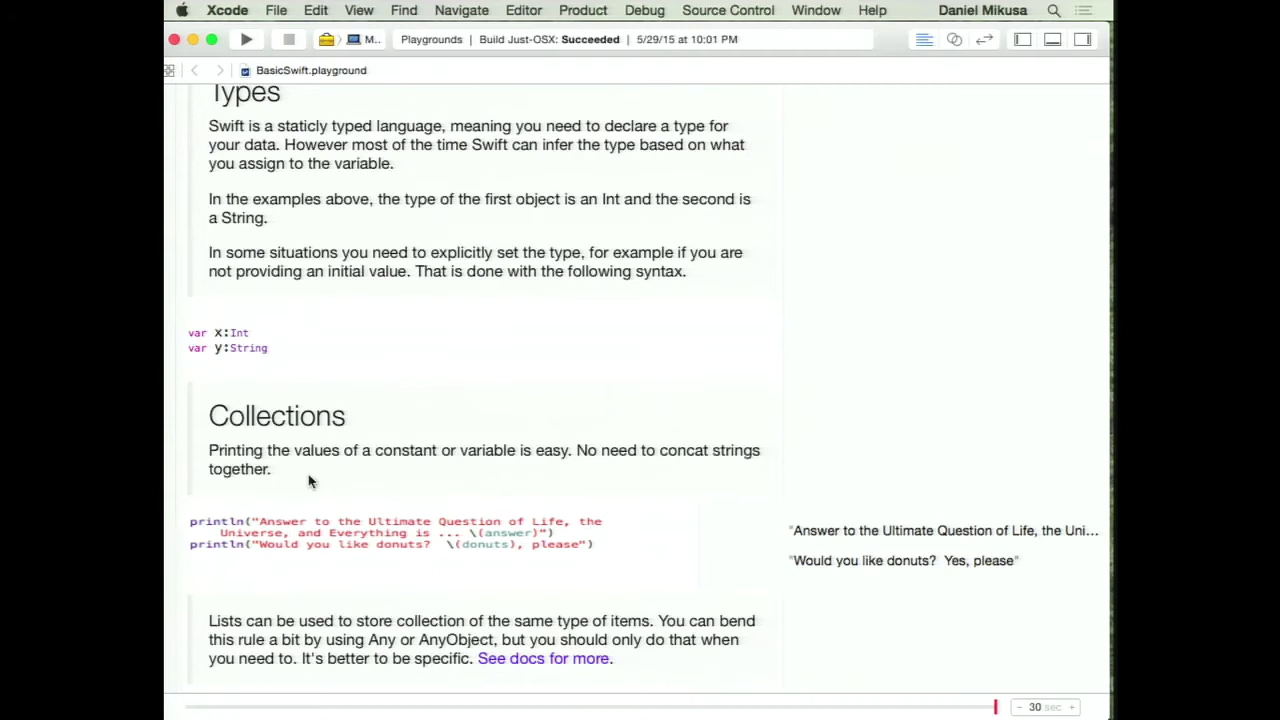 Xcode File Edit View Find Navigate Editor Product Debug Source Control Window Help Daniel Mikusa
M.. Playgrounds | Build Just-OSX: Succeeded | 5/29/15 at 10:01 PM
BasicSwift.playground
Types
Swift is a staticly typed language, meaning you need to declare a type for
your data. However most of the time Swift can infer the type based on what
you assign to the variable.
In the examples above, the type of the first object is an Int and the second is
a String.
In some situations you need to explicitly set the type, for example if you are
not providing an initial value. That is done with the following syntax.
var x:Int
var y:String
Collections
Printing the values of a constant or variable is easy. No need to concat strings
together.
println("Answer to the Ultimate Question of Life, the
Universe, and Everything is ... \(answer)")
println("Would you like donuts?  \(donuts), please")
"Answer to the Ultimate Question of Life, the Uni...
"Would you like donuts?  Yes, please"
Lists can be used to store collection of the same type of items. You can bend
this rule a bit by using Any or AnyObject, but you should only do that when
you need to. It's better to be specific. See docs for more.
- 30 sec +